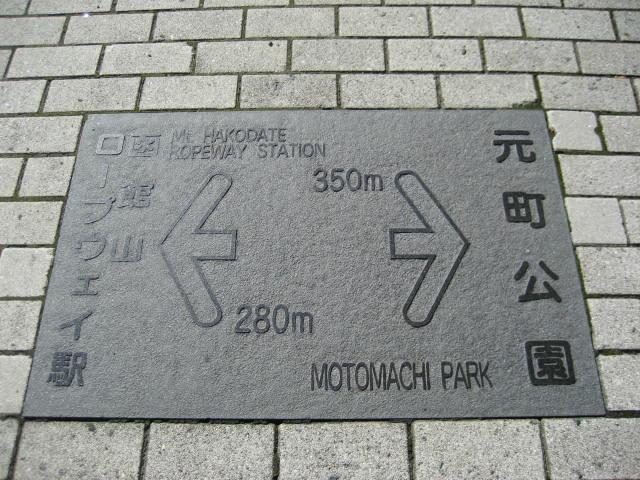 函館山
ロープウェイ駅
Mt. HAKODATE
ROPEWAY STATION
280m
350m
元町公園
MOTOMACHI PARK